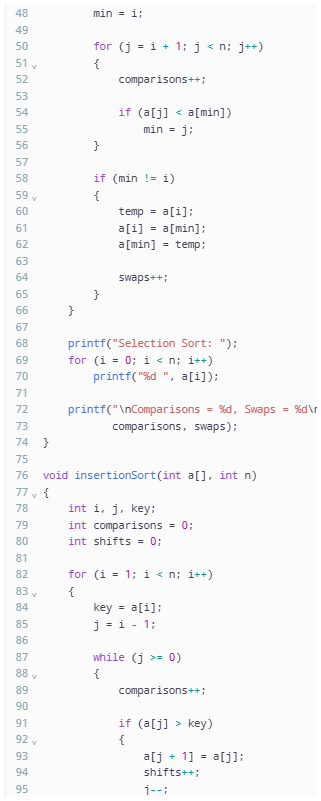 48 min = i;
49
50 for (j = i + 1; j < n; j++)
51 {
52 comparisons++;
53
54 if (a[j] < a[min])
55 min = j;
56 }
57
58 if (min != i)
59 {
60 temp = a[i];
61 a[i] = a[min];
62 a[min] = temp;
63
64 swaps++;
65 }
66 }
67
68 printf("Selection Sort: ");
69 for (i = 0; i < n; i++)
70 printf("%d ", a[i]);
71
72 printf("\nComparisons = %d, Swaps = %d\n
73 comparisons, swaps);
74 }
75
76 void insertionSort(int a[], int n)
77 {
78 int i, j, key;
79 int comparisons = 0;
80 int shifts = 0;
81
82 for (i = 1; i < n; i++)
83 {
84 key = a[i];
85 j = i - 1;
86
87 while (j >= 0)
88 {
89 comparisons++;
90
91 if (a[j] > key)
92 {
93 a[j + 1] = a[j];
94 shifts++;
95 j--;